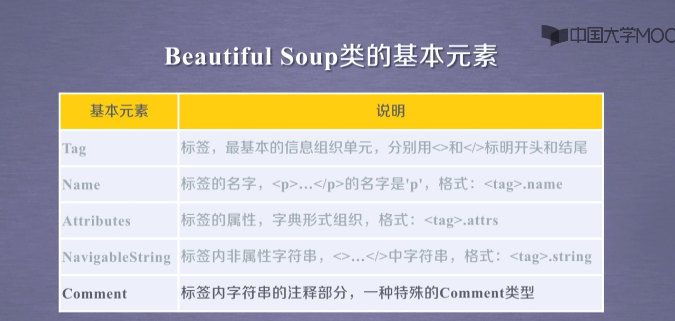 中国大学MOO
Beautiful Soup类的基本元素
基本元素 说明
Tag 标签，最基本的信息组织单元，分别用<>和</>标明开头和结尾
Name 标签的名字，<p>…</p>的名字是'p'，格式：<tag>.name
Attributes 标签的属性，字典形式组织，格式：<tag>.attrs
NavigableString 标签内非属性字符串，<>…</>中字符串，格式：<tag>.string
Comment 标签内字符串的注释部分，一种特殊的Comment类型